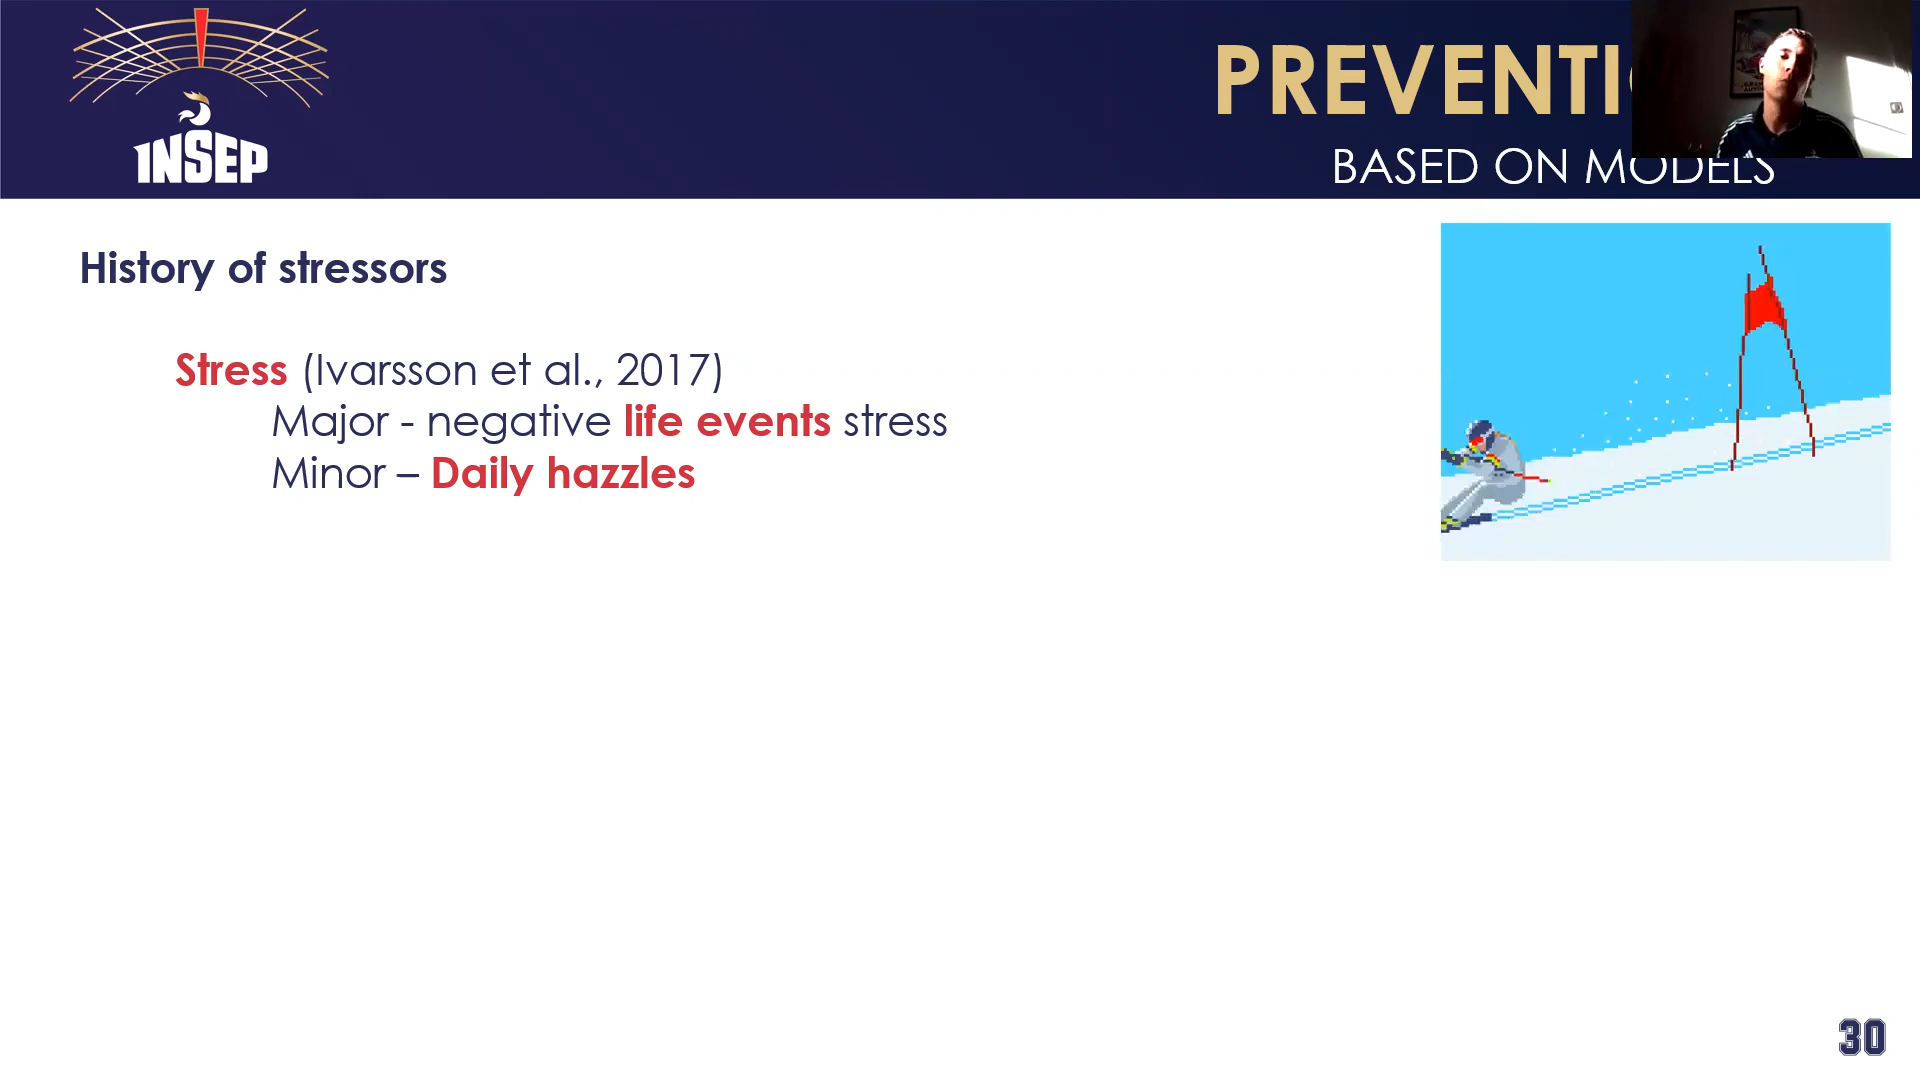 INSEP
PREVENTI
BASED ON MODELS
History of stressors
Stress (Ivarsson et al., 2017)
Major - negative life events stress
Minor – Daily hazzles
30